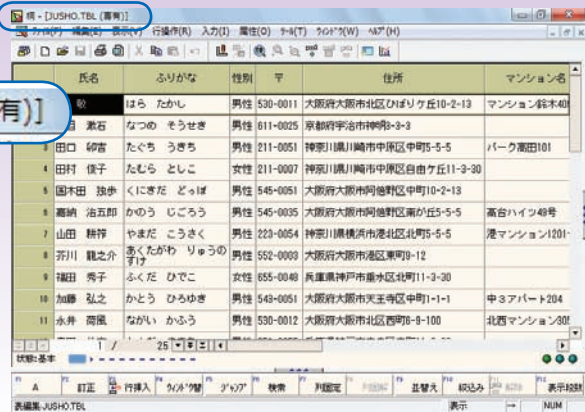 桐 - [JUSHO.TBL (専有)]
行操作(R) 入力(I) 属性(O) ツール(T) ウィンドウ(W) ヘルプ(H)
有)]
氏名 ふりがな 性別 〒 住所 マンション名
敬 はら たかし 男性 530-0011 大阪府大阪市北区ひばりケ丘10-2-13 マンション鈴木40
漱石 なつめ そうせき 男性 611-0025 京都府宇治市神明3-3-3
3 田口 卯吉 たぐち うきち 男性 211-0051 神奈川県川崎市中原区中町5-5-5 パーク高田101
4 田村 俊子 たむら としこ 女性 211-0007 神奈川県川崎市中原区自由ケ丘11-3-30
5 国木田 独歩 くにきだ どっぽ 男性 545-0051 大阪府大阪市阿倍野区中町10-2-13
6 嘉納 治五郎 かのう じごろう 男性 545-0035 大阪府大阪市阿倍野区南が丘5-5-5 高台ハイツ49号
7 山田 耕筰 やまだ こうさく 男性 223-0054 神奈川県横浜市港北区北町5-5-5 港マンション1201
8 芥川 龍之介 あくたがわ りゅうのすけ 男性 552-0003 大阪府大阪市港区東町9-12
9 福田 秀子 ふくだ ひでこ 女性 655-0048 兵庫県神戸市垂水区北町11-3-30
10 加藤 弘之 かとう ひろゆき 男性 543-0051 大阪府大阪市天王寺区中町1-1-1 中3アパート204
11 永井 荷風 ながい かふう 男性 530-0012 大阪府大阪市北区西町6-9-100 北西マンション30
1 / 25
状態:基本
A 訂正 行挿入 ウィンドウ替 ジャンプ 検索 列固定 並替え 絞込み 表示段数
表編集:JUSHO.TBL 表示 → NUM